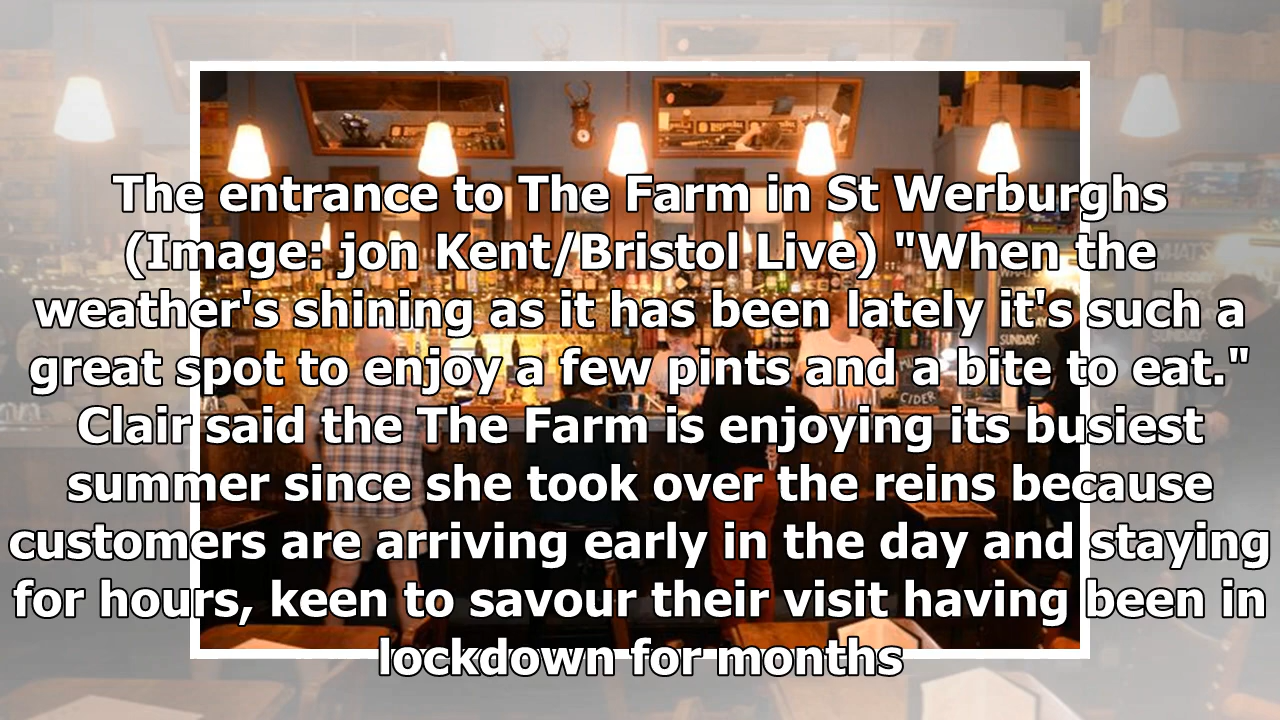 The entrance to The Farm in St Werburghs
(Image: jon Kent/Bristol Live) "When the
weather's shining as it has been lately it's such a
great spot to enjoy a few pints and a bite to eat."
Clair said the The Farm is enjoying its busiest
summer since she took over the reins because
customers are arriving early in the day and staying
for hours, keen to savour their visit having been in
lockdown for months
SUNDAY:
CIDER